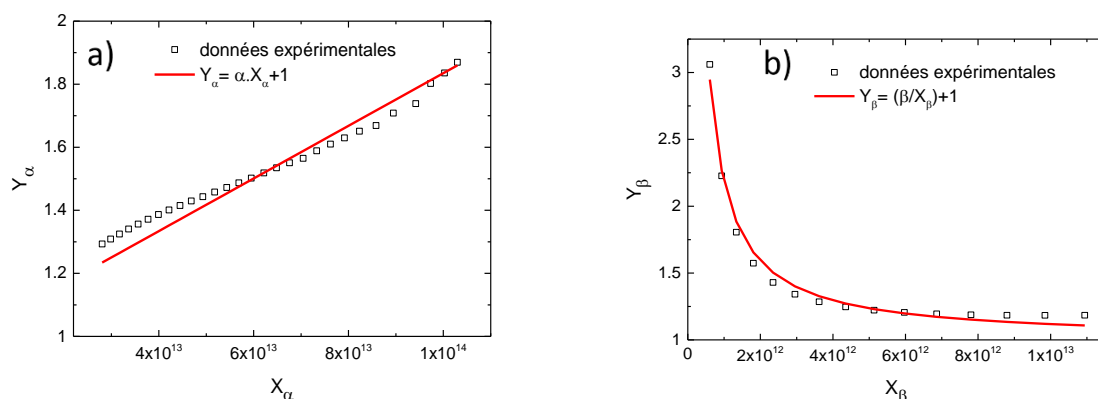 a)
données expérimentales
Yα= α.Xα+1
2
1.8
1.6
1.4
1.2
1
Yα
4x10¹³ 6x10¹³ 8x10¹³ 1x10¹⁴
Xα
b)
données expérimentales
Yβ= (β/Xβ)+1
3
2.5
2
1.5
1
Yβ
0 2x10¹² 4x10¹² 6x10¹² 8x10¹² 1x10¹³
Xβ